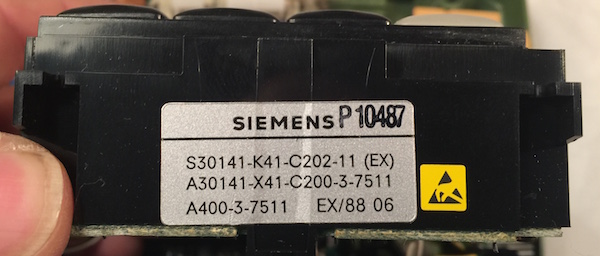 SIEMENS P10487
S30141-K41-C202-11 (EX)
A30141-X41-C200-3-7511
A400-3-7511 EX/88 06